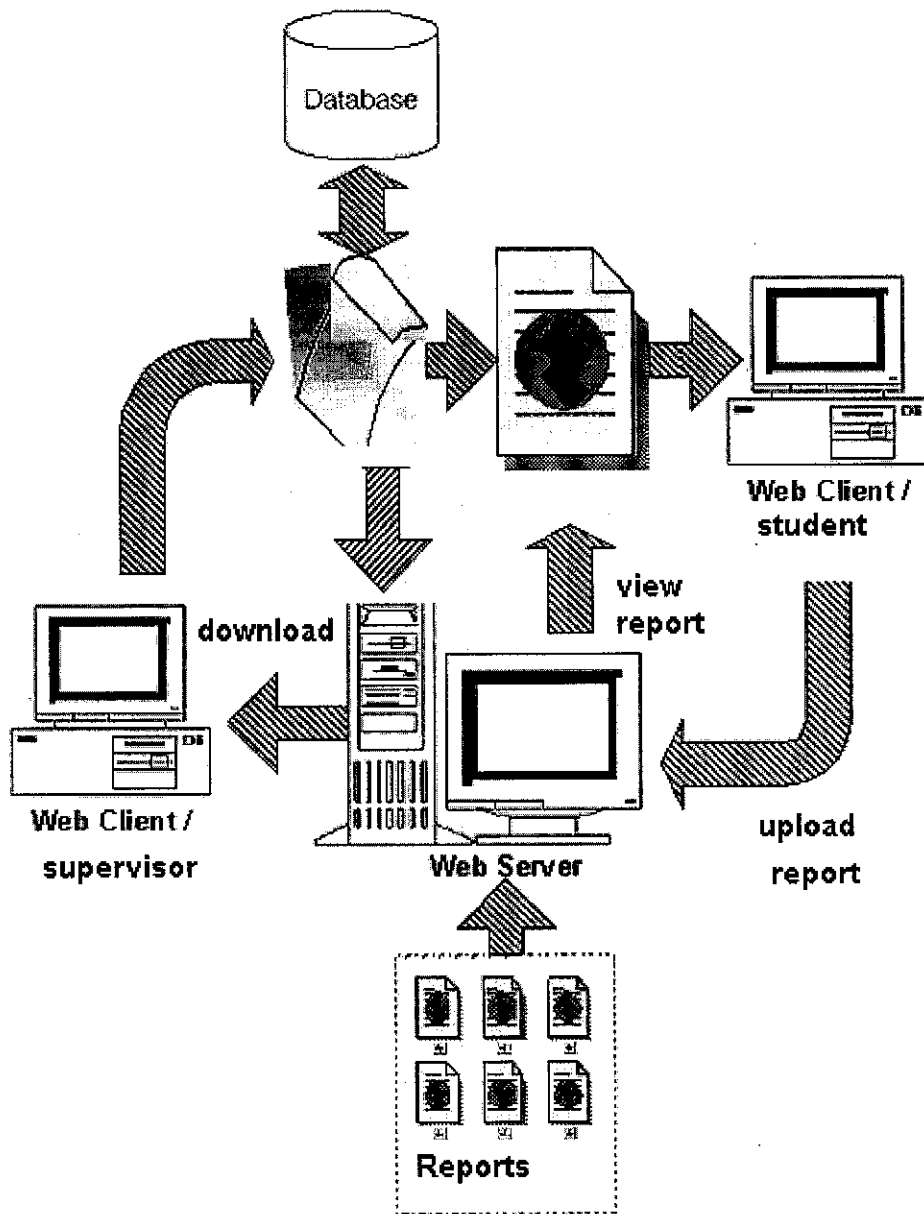 Database
Web Client /
student
view
report
download
Web Client /
supervisor
Web Server
upload
report
Reports